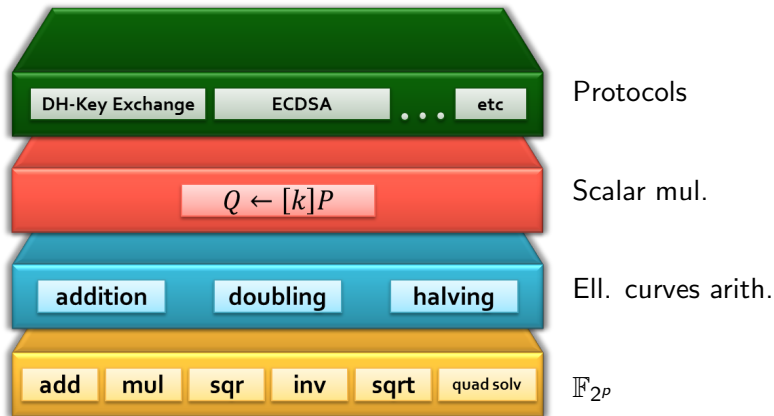 DH-Key Exchange ECDSA ... etc Protocols
Q ← [k]P Scalar mul.
addition doubling halving Ell. curves arith.
add mul sqr inv sqrt quad solv 𝔽₂ᵖ